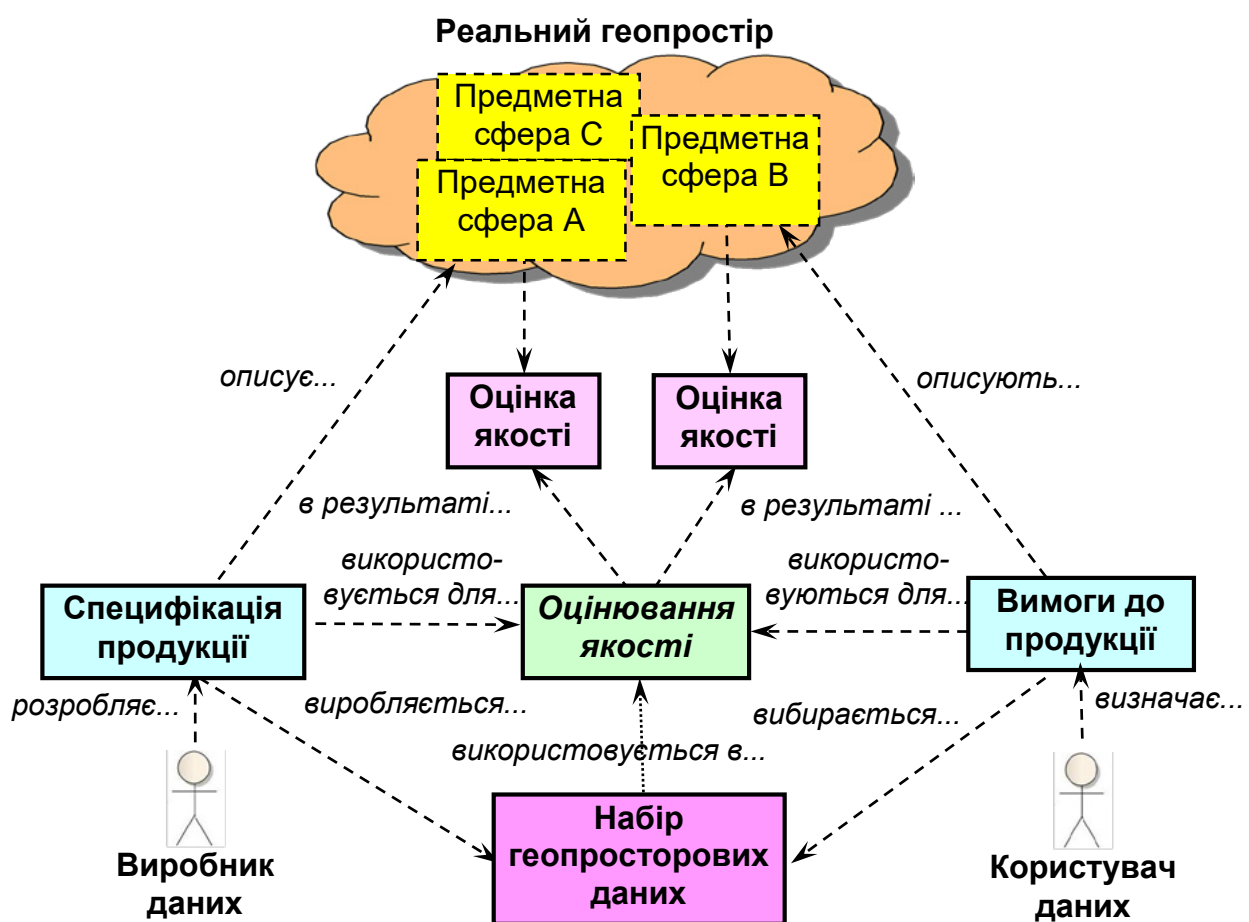 Реальний геопростір
Предметна
сфера C
Предметна
сфера B
Предметна
сфера A
описує...
описують...
Оцінка
якості
Оцінка
якості
в результаті...
в результаті ...
використо-
вується для...
використо-
вуються для...
Специфікація
продукції
Оцінювання
якості
Вимоги до
продукції
розробляє...
виробляється...
вибирається...
визначає...
використовується в...
Виробник
даних
Набір
геопросторових
даних
Користувач
даних